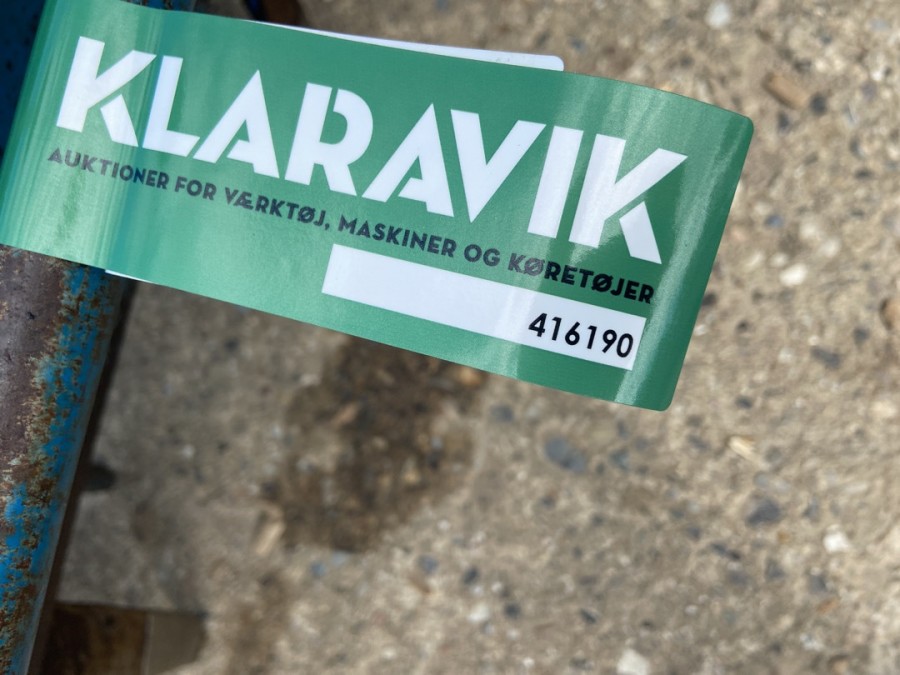 KLARAVIK
AUKTIONER FOR VÆRKTØJ, MASKINER OG KØRETØJER
416190